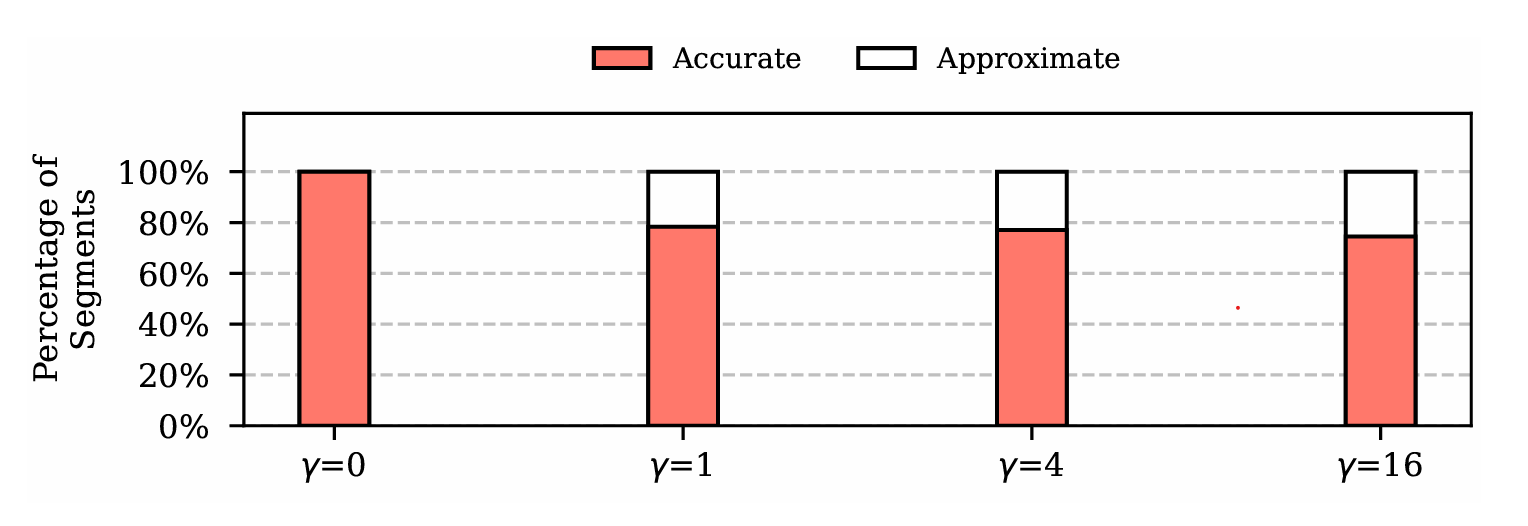 Accurate Approximate
Percentage of
Segments
100%
80%
60%
40%
20%
0%
γ=0 γ=1 γ=4 γ=16